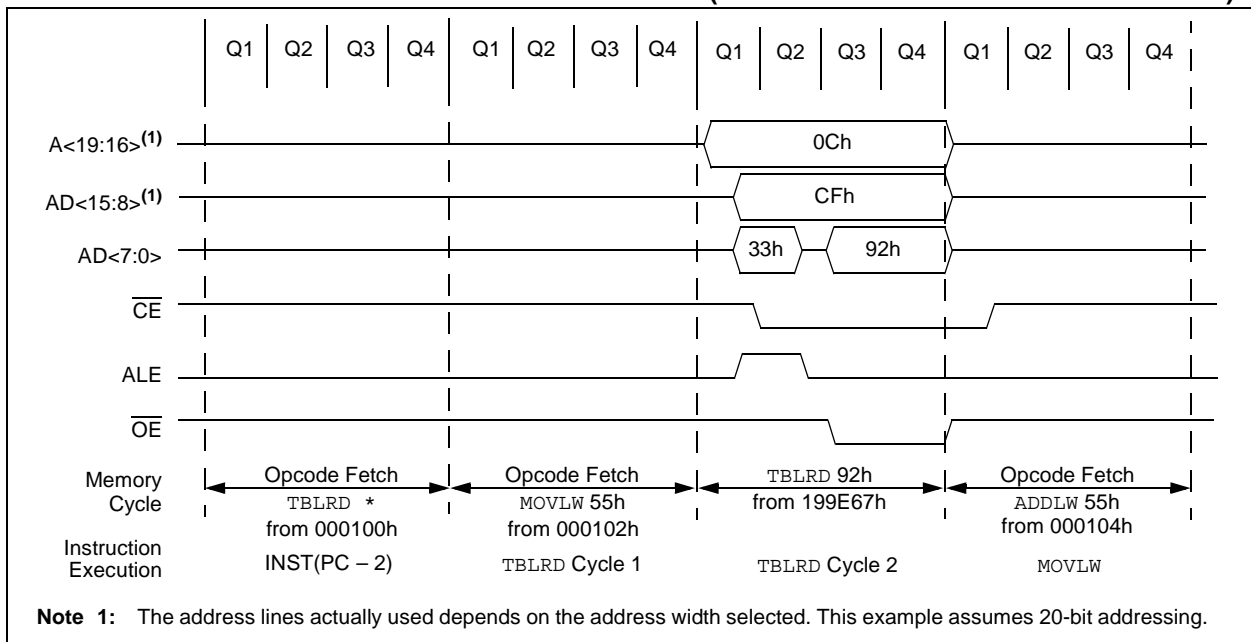 Q1 Q2 Q3 Q4 Q1 Q2 Q3 Q4 Q1 Q2 Q3 Q4 Q1 Q2 Q3 Q4
A<19:16>(1) 0Ch
AD<15:8>(1) CFh
AD<7:0> 33h 92h
CE
ALE
OE
Memory Cycle
Opcode Fetch
TBLRD *
from 000100h
Opcode Fetch
MOVLW 55h
from 000102h
TBLRD 92h
from 199E67h
Opcode Fetch
ADDLW 55h
from 000104h
Instruction Execution
INST(PC – 2)
TBLRD Cycle 1
TBLRD Cycle 2
MOVLW
Note 1: The address lines actually used depends on the address width selected. This example assumes 20-bit addressing.